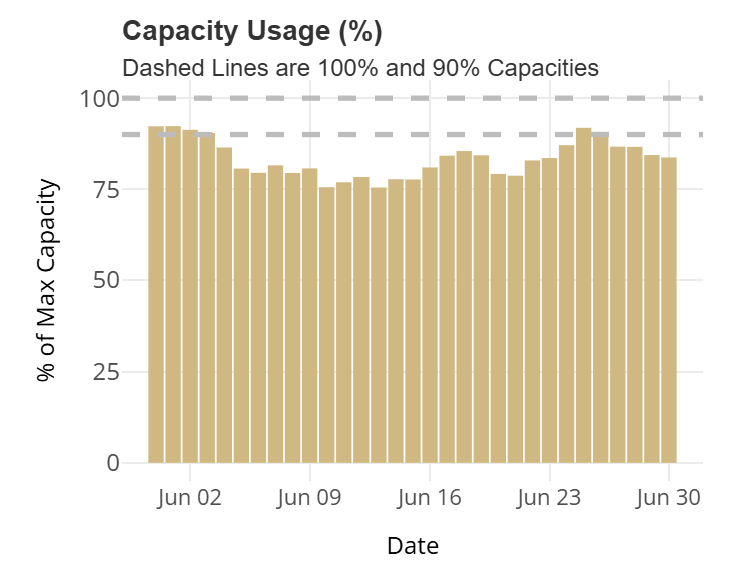 Capacity Usage (%)
Dashed Lines are 100% and 90% Capacities
100
75
50
25
0
% of Max Capacity
Jun 02 Jun 09 Jun 16 Jun 23 Jun 30
Date